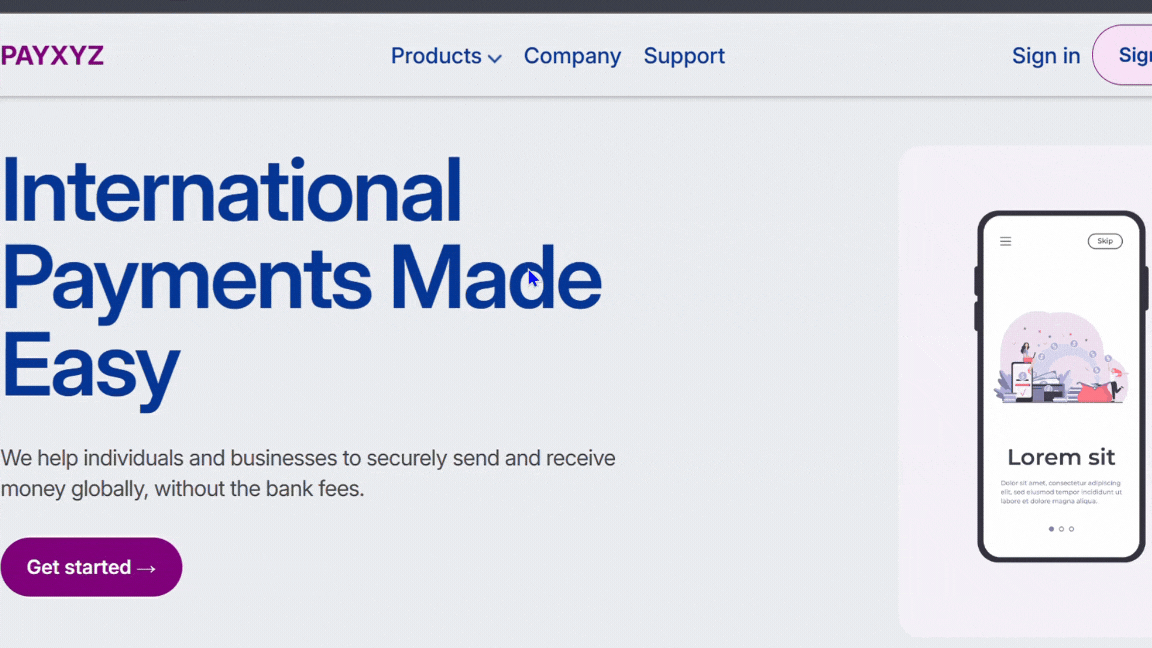 PAYXYZ
Products
Company
Support
Sign in
Sig
International
Payments Made
Easy
We help individuals and businesses to securely send and receive
money globally, without the bank fees.
Get started →
Skip
Lorem sit
Dolor sit amet, consectetur adipiscing
elit, sed eiusmod tempor incididunt ut
labore et dolore magna aliqua.